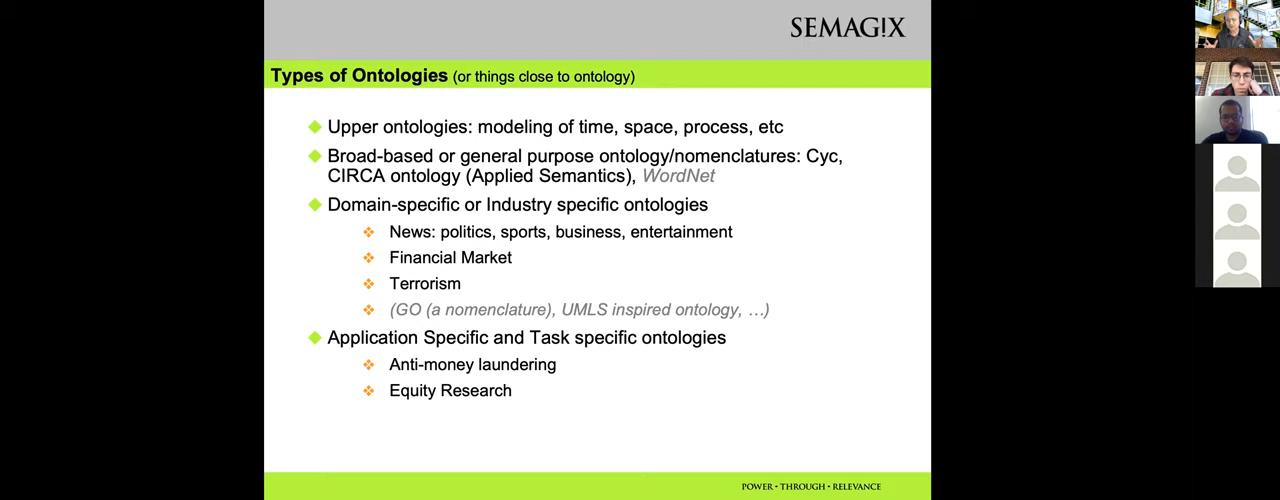 SEMAG!X
Types of Ontologies (or things close to ontology)
Upper ontologies: modeling of time, space, process, etc
Broad-based or general purpose ontology/nomenclatures: Cyc,
CIRCA ontology (Applied Semantics), WordNet
Domain-specific or Industry specific ontologies
News: politics, sports, business, entertainment
Financial Market
Terrorism
(GO (a nomenclature), UMLS inspired ontology, …)
Application Specific and Task specific ontologies
Anti-money laundering
Equity Research
POWER • THROUGH • RELEVANCE